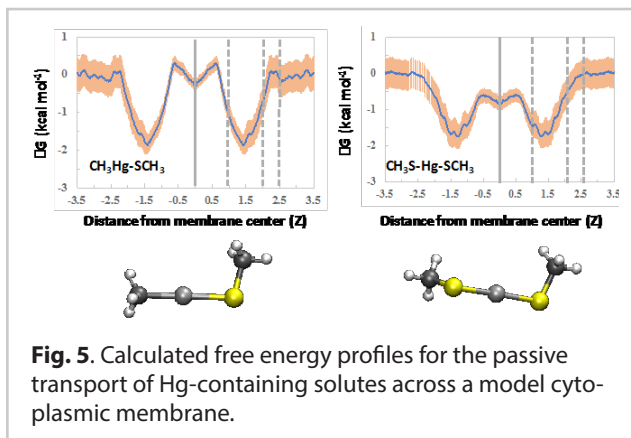 1
0
-1
-2
-3
□G (kcal mol⁻¹)
CH₃Hg-SCH₃
-3.5 -2.5 -1.5 -0.5 0.5 1.5 2.5 3.5
Distance from membrane center (Z)
1
0
-1
-2
-3
□G (kcal mol⁻¹)
CH₃S-Hg-SCH₃
-3.5 -2.5 -1.5 -0.5 0.5 1.5 2.5 3.5
Distance from membrane center (Z)
Fig. 5. Calculated free energy profiles for the passive
transport of Hg-containing solutes across a model cyto-
plasmic membrane.